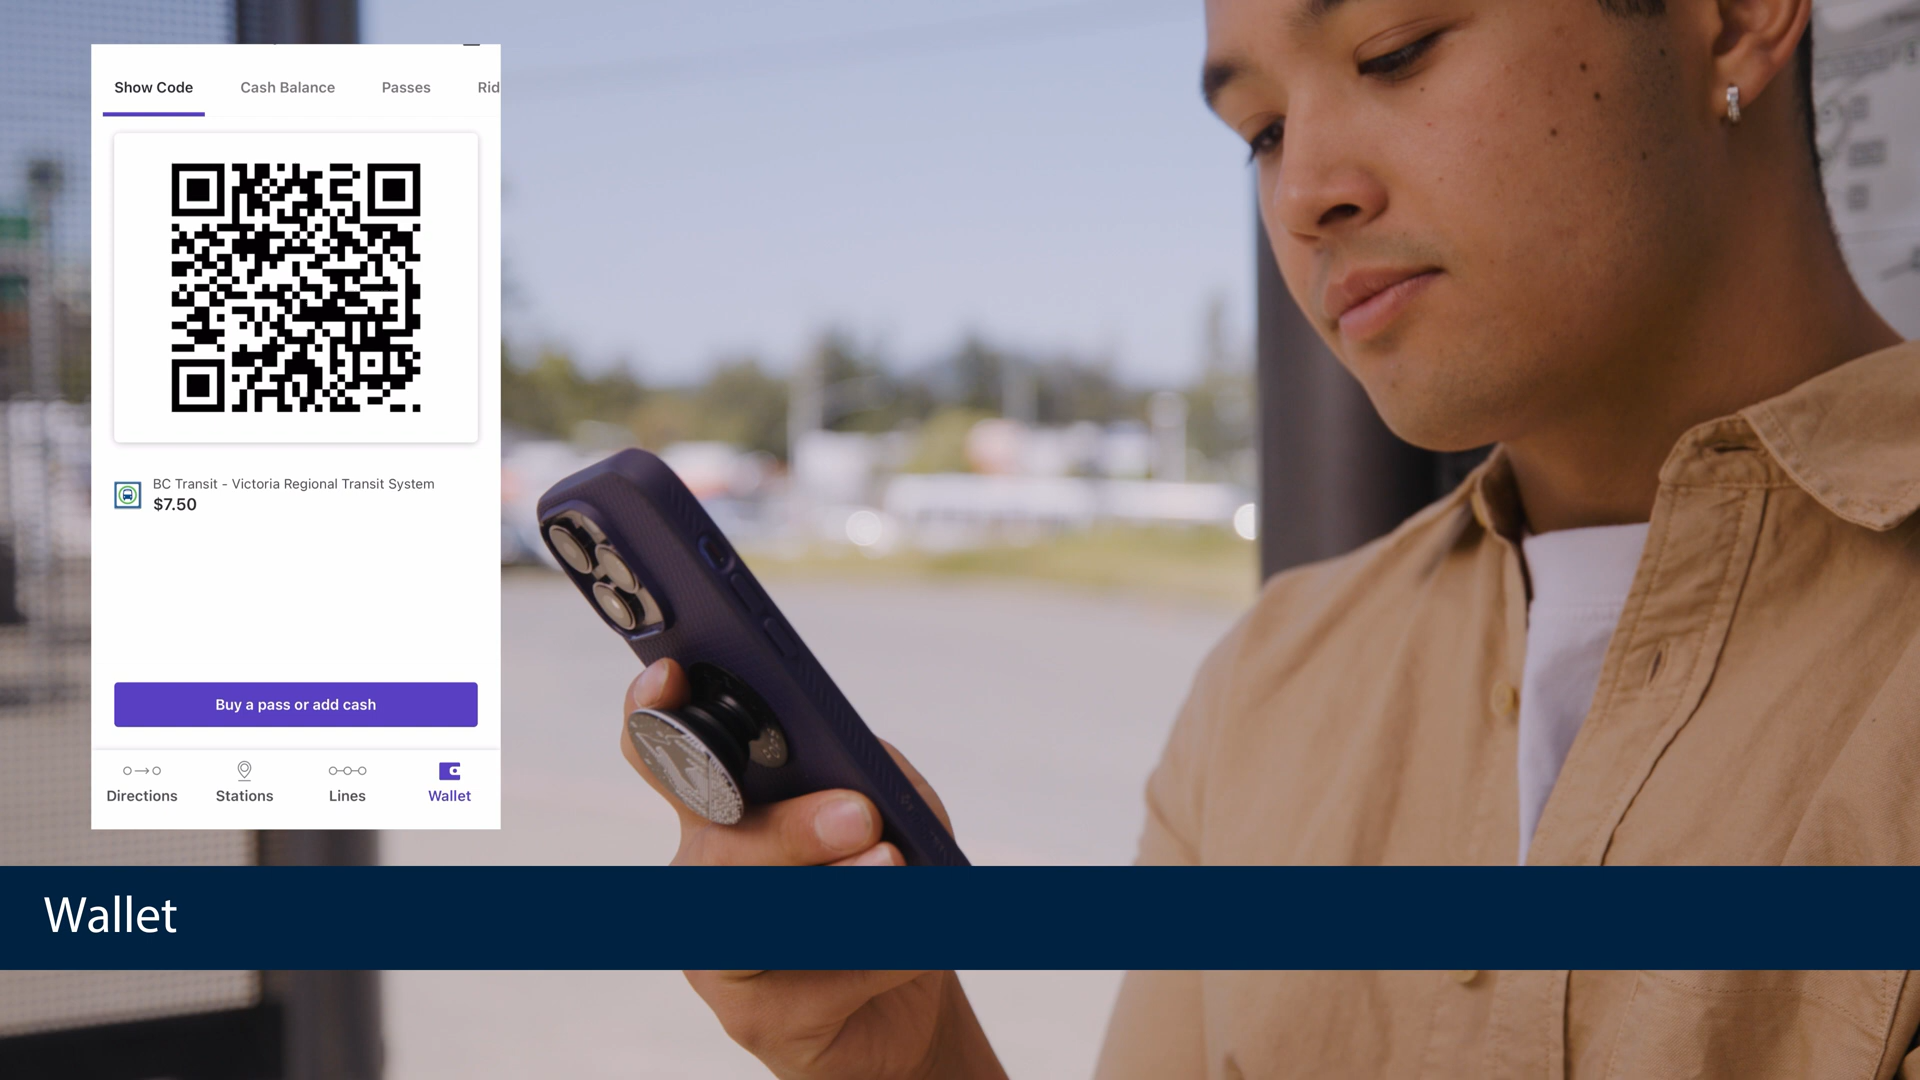 Show Code
Cash Balance
Passes
Rid
BC Transit - Victoria Regional Transit System
$7.50
Buy a pass or add cash
Directions
Stations
Lines
Wallet
Wallet